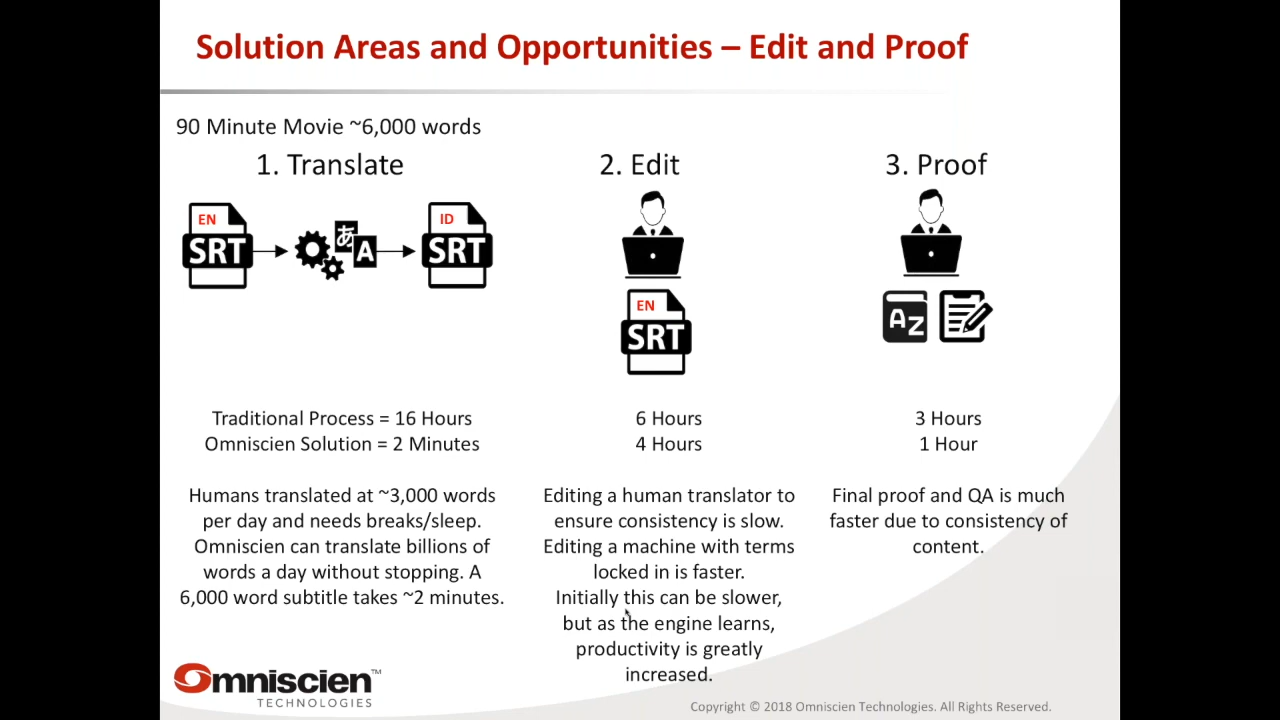 Solution Areas and Opportunities – Edit and Proof
90 Minute Movie ~6,000 words
1. Translate
2. Edit
3. Proof
EN
SRT
あ
A
ID
SRT
EN
SRT
AZ
Traditional Process = 16 Hours
Omniscien Solution = 2 Minutes
6 Hours
4 Hours
3 Hours
1 Hour
Humans translated at ~3,000 words
per day and needs breaks/sleep.
Omniscien can translate billions of
words a day without stopping. A
6,000 word subtitle takes ~2 minutes.
Editing a human translator to
ensure consistency is slow.
Editing a machine with terms
locked in is faster.
Initially this can be slower,
but as the engine learns,
productivity is greatly
increased.
Final proof and QA is much
faster due to consistency of
content.
Omniscien™
TECHNOLOGIES
Copyright © 2018 Omniscien Technologies. All Rights Reserved.